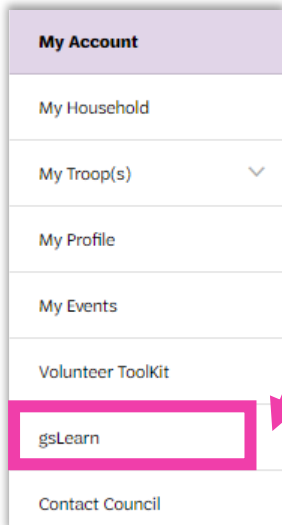 My Account
My Household
My Troop(s)
My Profile
My Events
Volunteer ToolKit
gsLearn
Contact Council